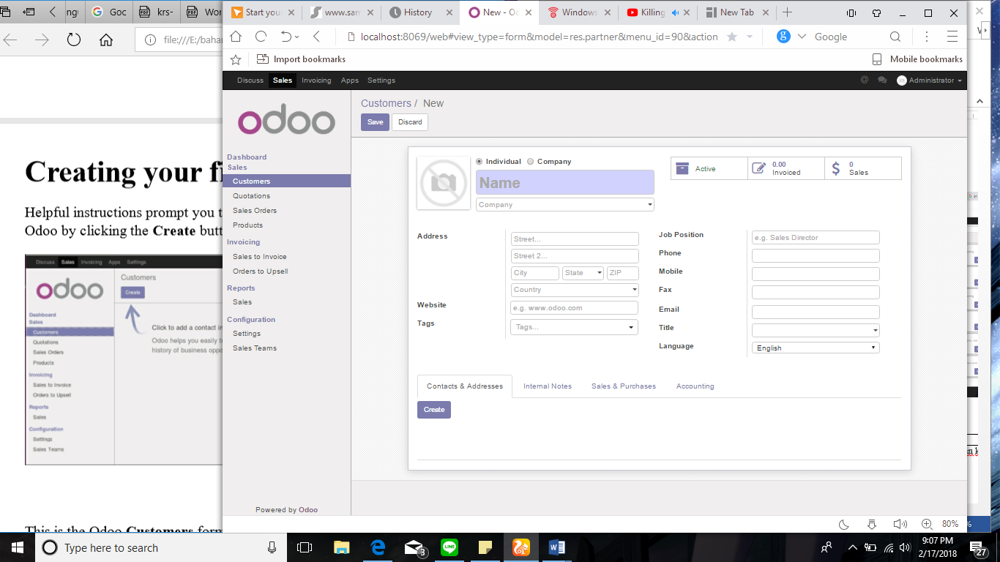 ngu
Goc
krs-
Wor
Start you
www.sam
History
New - Oc
Windows
Killing
New Tab
file:///E:/bahar
localhost:8069/web#view_type=form&model=res.partner&menu_id=90&action
Google
Import bookmarks
Mobile bookmarks
Discuss Sales Invoicing Apps Settings
Administrator
odoo
Customers / New
Save Discard
Dashboard
Sales
Customers
Quotations
Sales Orders
Products
Invoicing
Sales to Invoice
Orders to Upsell
Reports
Sales
Configuration
Settings
Sales Teams
Powered by Odoo
Individual Company
Name
Company
Active
0.00
Invoiced
0
Sales
Address
Street...
Street 2...
City State ZIP
Country
Website
e.g. www.odoo.com
Tags
Tags...
Job Position
e.g. Sales Director
Phone
Mobile
Fax
Email
Title
Language
English
Contacts & Addresses Internal Notes Sales & Purchases Accounting
Create
80%
Creating your fi
Helpful instructions prompt you t
Odoo by clicking the Create butt
Discuss Sales Invoicing Apps Settings
odoo
Customers
Create
Click to add a contact in
Odoo helps you easily t
history of business oppo
Dashboard
Sales
Customers
Quotations
Sales Orders
Products
Invoicing
Sales to Invoice
Orders to Upsell
Reports
Sales
Configuration
Settings
Sales Teams
This is the Odoo Customers form
Type here to search
3
9:07 PM
2/17/2018
27